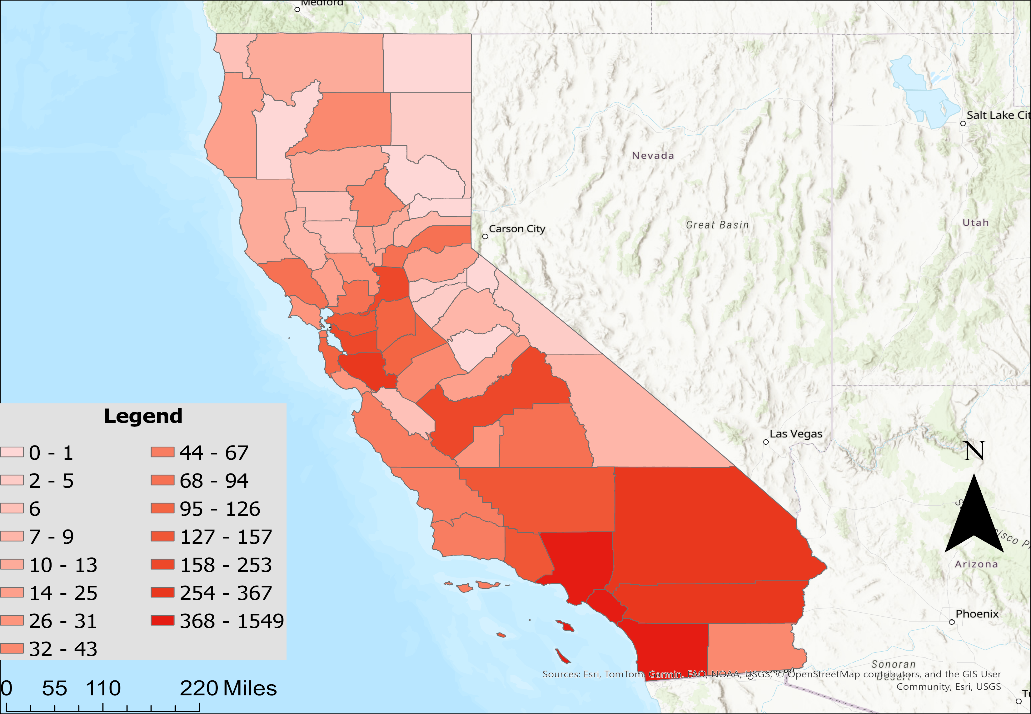 Medford
Salt Lake Cit
Nevada
Utah
Great Basin
Carson City
Las Vegas
N
Arizona
Phoenix
Sonoran
Legend
0 - 1
2 - 5
6
7 - 9
10 - 13
14 - 25
26 - 31
32 - 43
44 - 67
68 - 94
95 - 126
127 - 157
158 - 253
254 - 367
368 - 1549
0 55 110 220 Miles
Sources: Esri, TomTom, Garmin, FAO, NOAA, USGS, © OpenStreetMap contributors, and the GIS User
Community, Esri, USGS